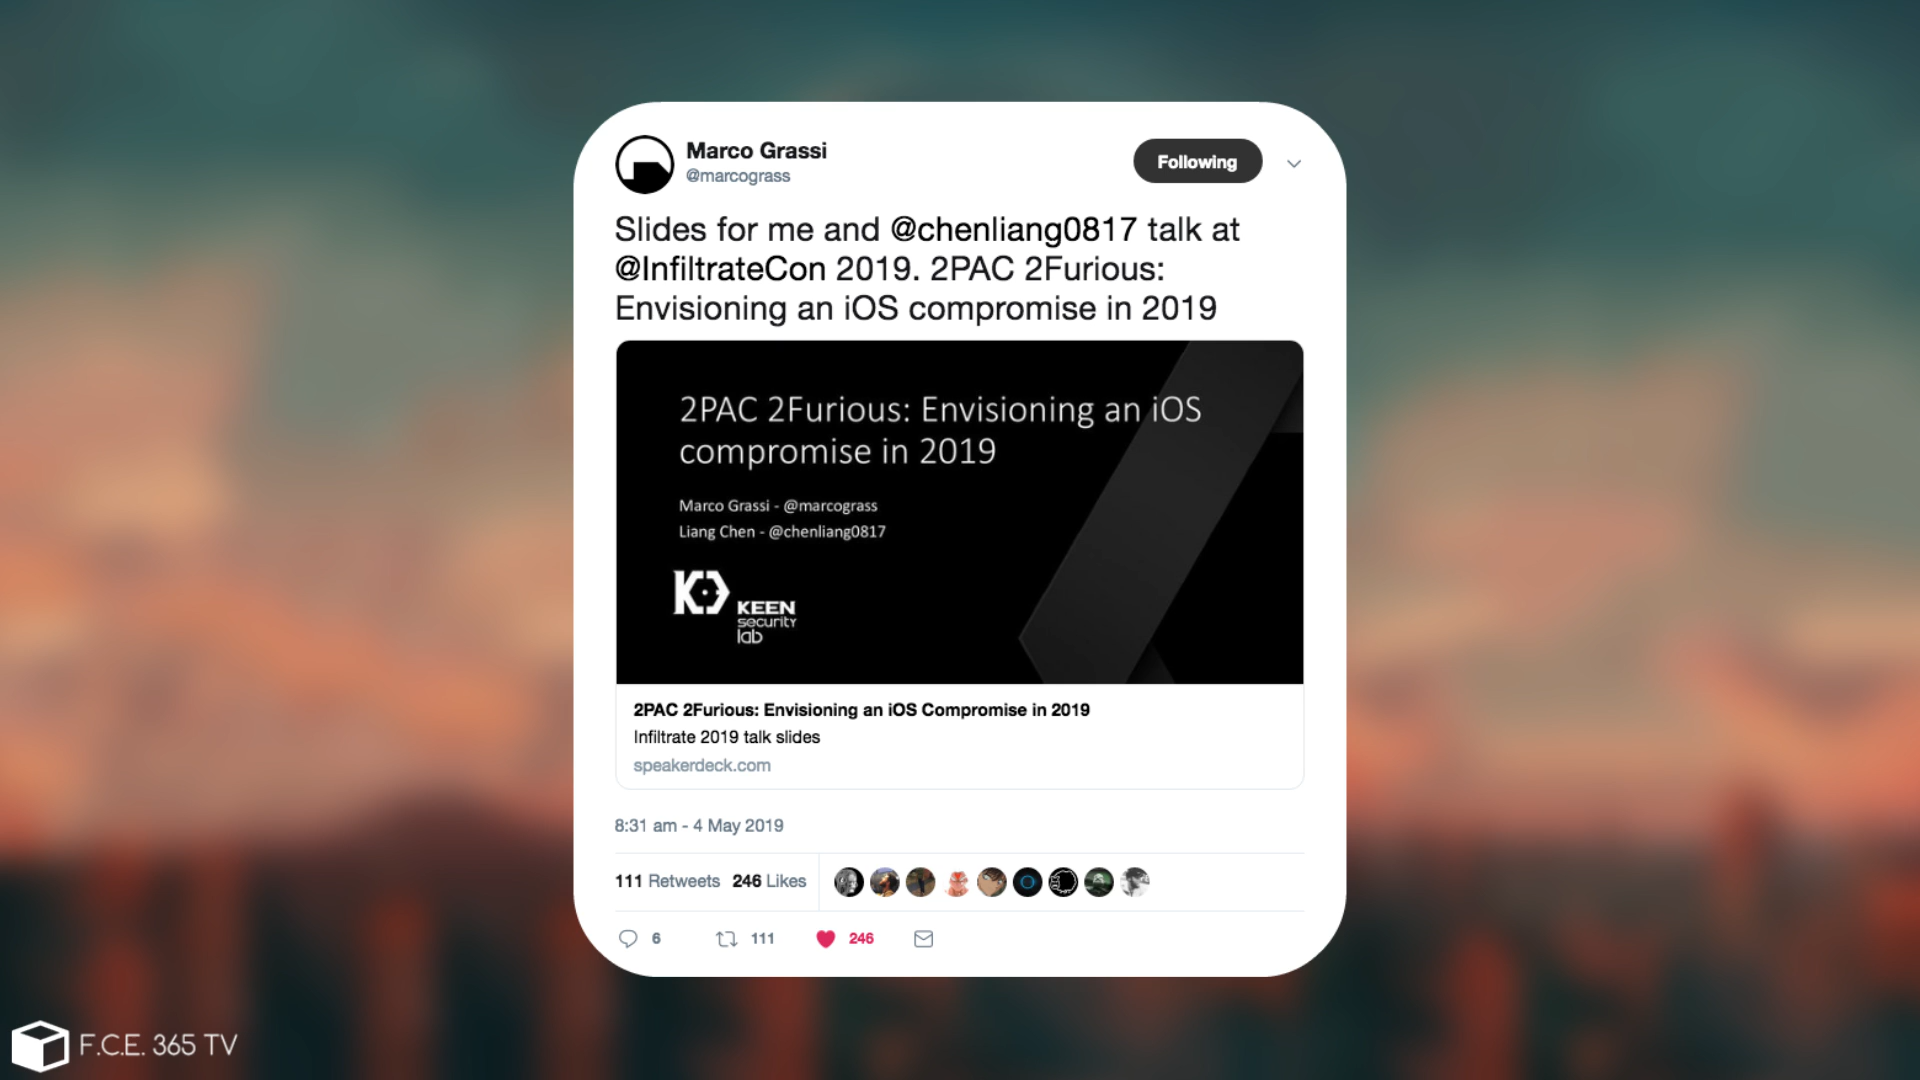 Marco Grassi
@marcograss
Following
Slides for me and @chenliang0817 talk at
@InfiltrateCon 2019. 2PAC 2Furious:
Envisioning an iOS compromise in 2019
2PAC 2Furious: Envisioning an iOS
compromise in 2019
Marco Grassi - @marcograss
Liang Chen - @chenliang0817
KEEN
security
lab
2PAC 2Furious: Envisioning an iOS Compromise in 2019
Infiltrate 2019 talk slides
speakerdeck.com
8:31 am - 4 May 2019
111 Retweets 246 Likes
6 111 246
F.C.E. 365 TV